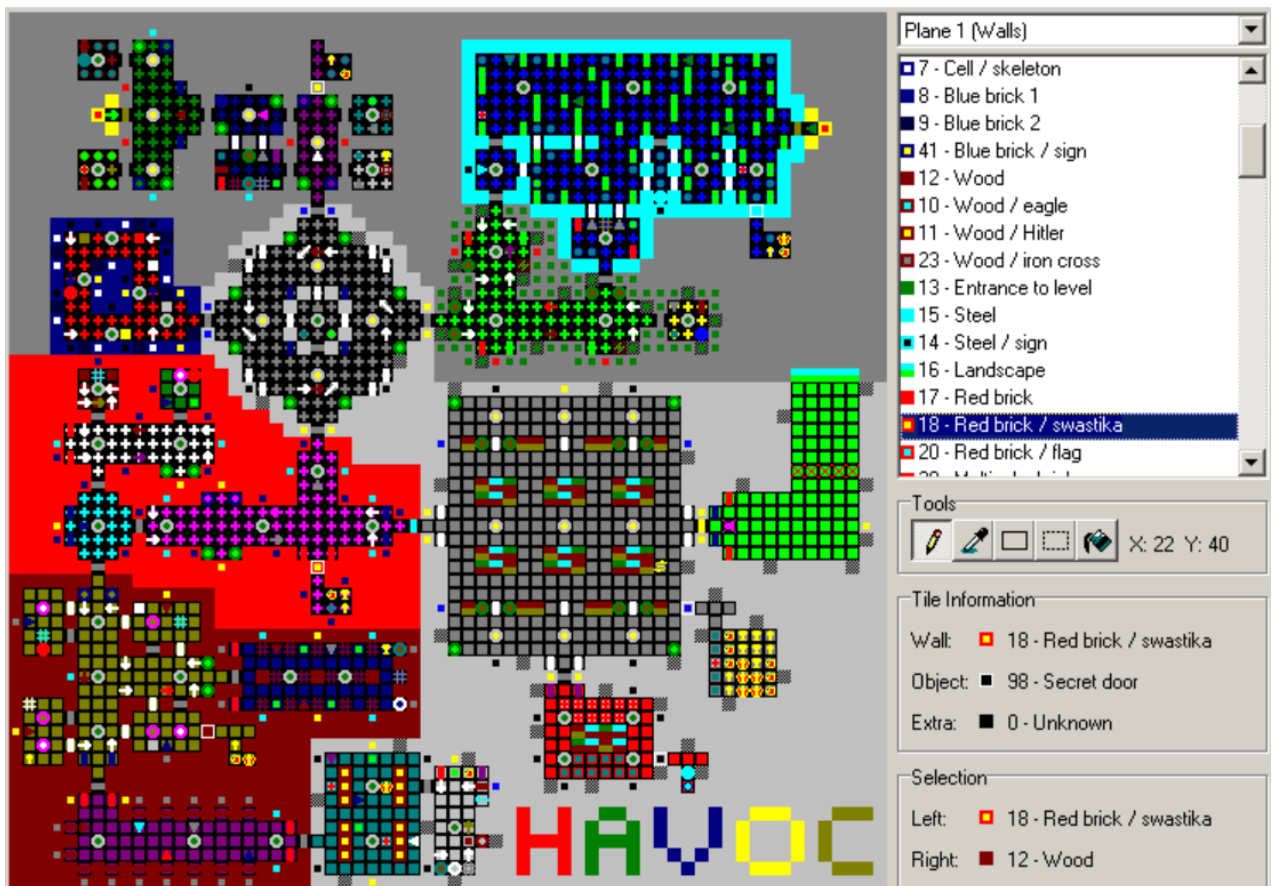 Plane 1 (Walls)
7 - Cell / skeleton
8 - Blue brick 1
9 - Blue brick 2
41 - Blue brick / sign
12 - Wood
10 - Wood / eagle
11 - Wood / Hitler
23 - Wood / iron cross
13 - Entrance to level
15 - Steel
14 - Steel / sign
16 - Landscape
17 - Red brick
18 - Red brick / swastika
20 - Red brick / flag
Tools
X: 22 Y: 40
Tile Information
Wall: 18 - Red brick / swastika
Object: 98 - Secret door
Extra: 0 - Unknown
Selection
Left: 18 - Red brick / swastika
Right: 12 - Wood
HAVOC